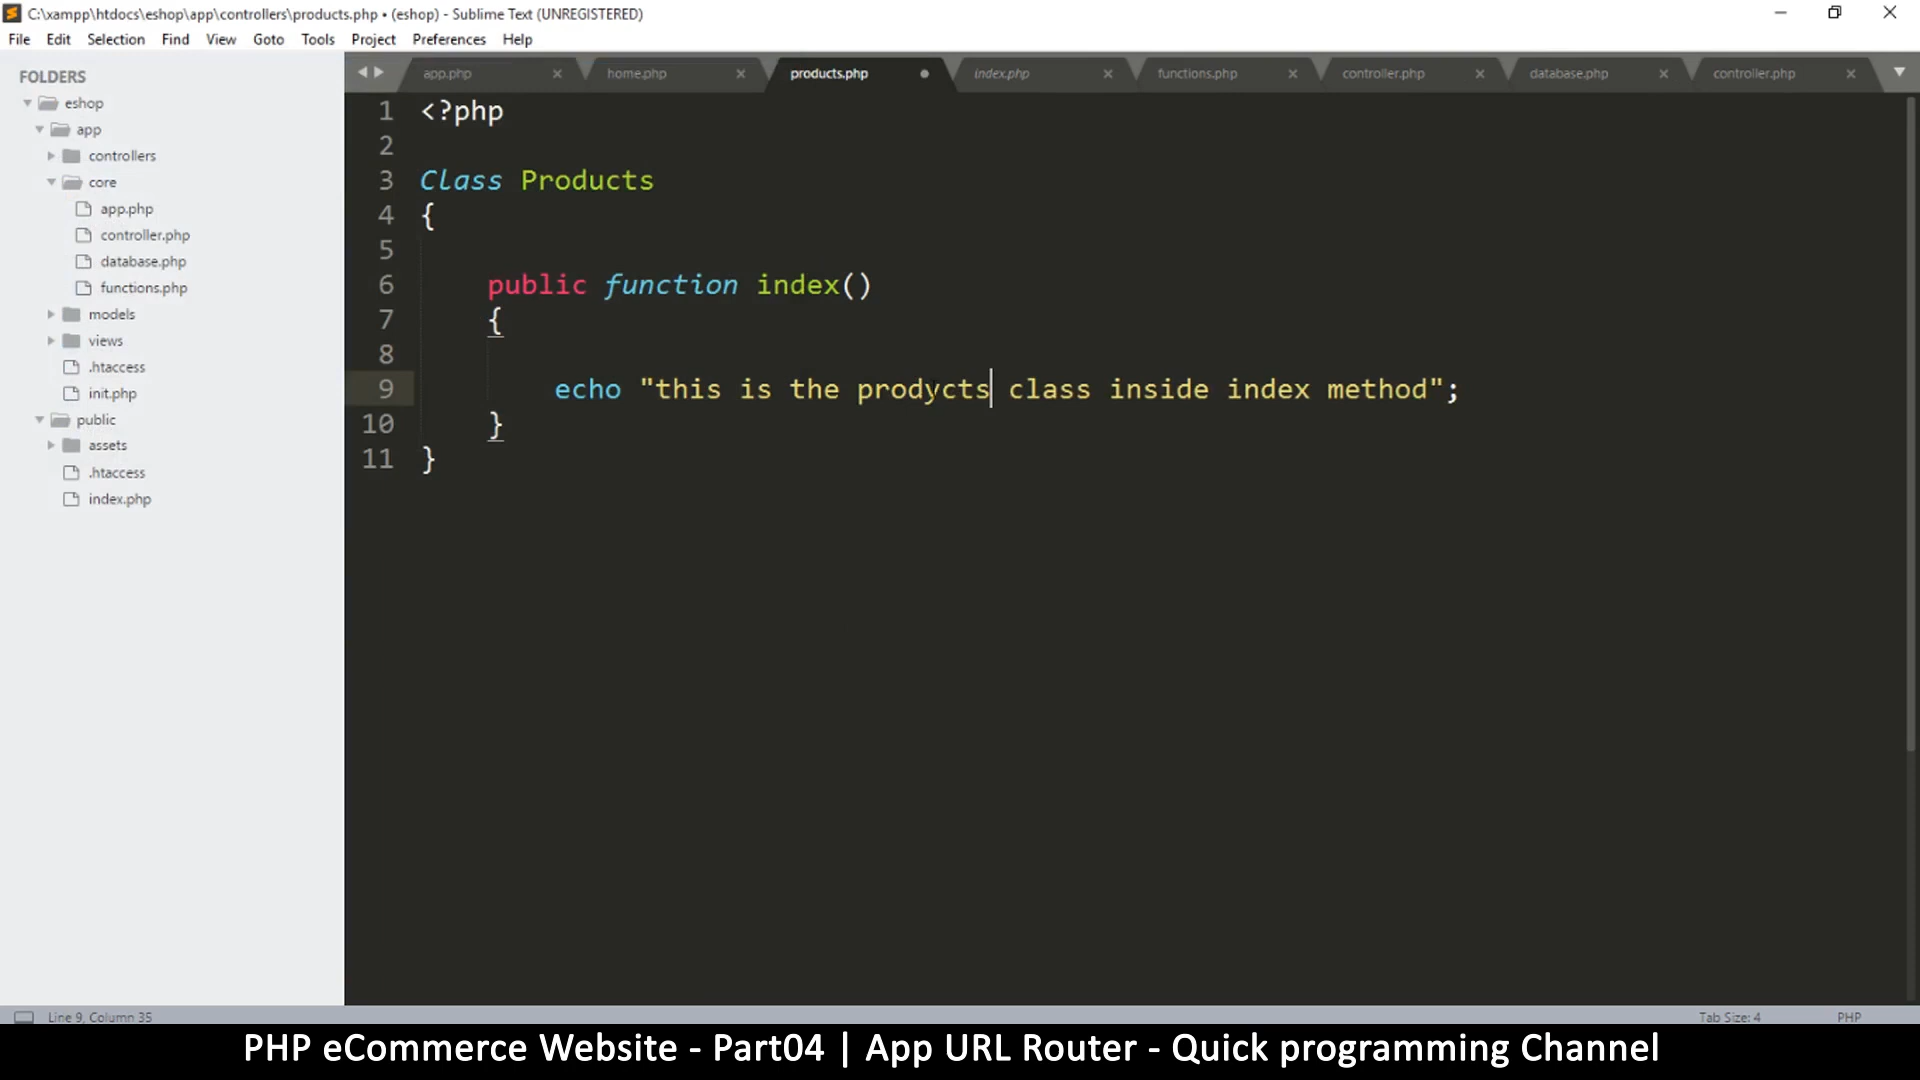 C:\xampp\htdocs\eshop\app\controllers\products.php • (eshop) - Sublime Text (UNREGISTERED)
File Edit Selection Find View Goto Tools Project Preferences Help
FOLDERS
eshop
app
controllers
core
app.php
controller.php
database.php
functions.php
models
views
.htaccess
init.php
public
assets
.htaccess
index.php
app.php home.php products.php index.php functions.php controller.php database.php controller.php
1 <?php
2
3 Class Products
4 {
5
6 public function index()
7 {
8
9 echo "this is the prodycts class inside index method";
10 }
11 }
Line 9, Column 35 Tab Size: 4 PHP
PHP eCommerce Website - Part04 | App URL Router - Quick programming Channel